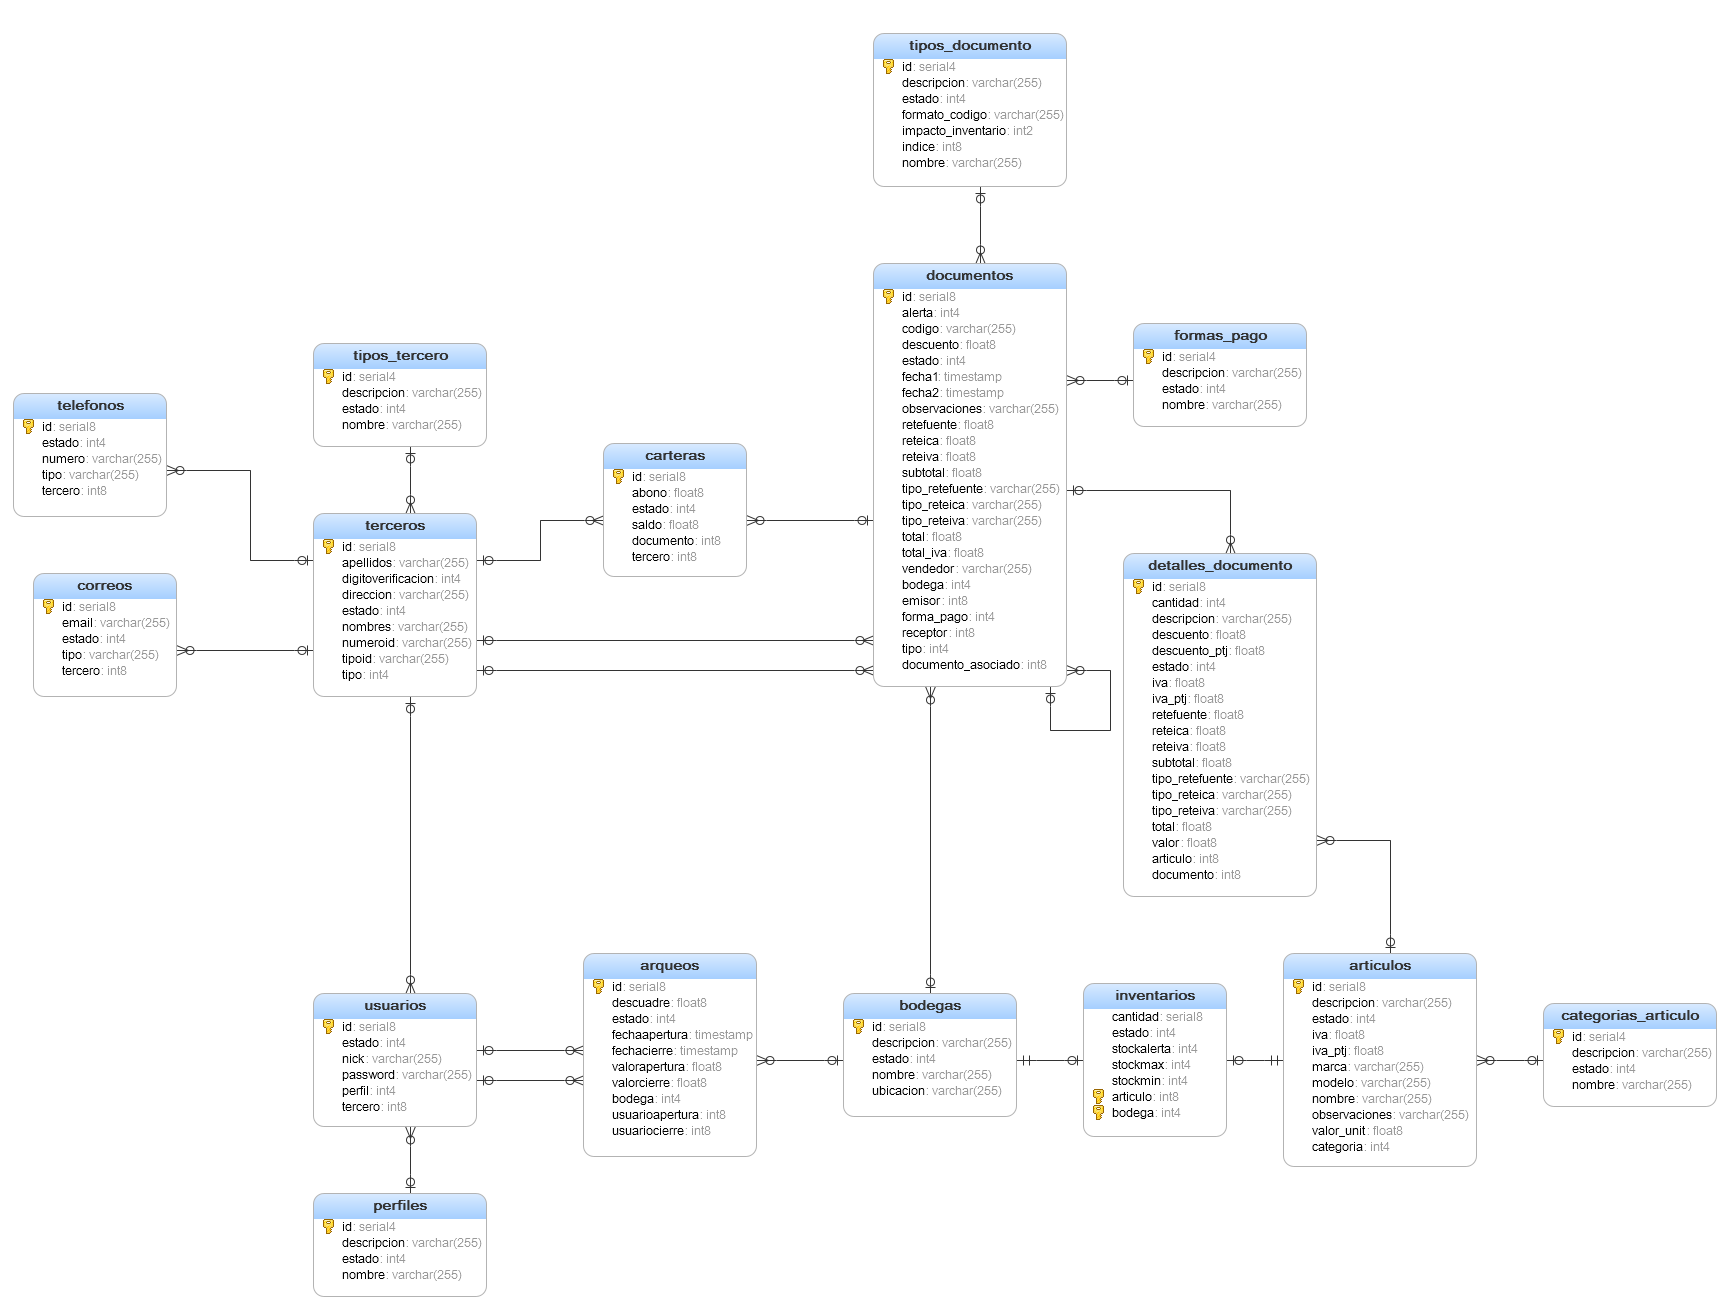 tipos_documento
id: serial4
descripcion: varchar(255)
estado: int4
formato_codigo: varchar(255)
impacto_inventario: int2
indice: int8
nombre: varchar(255)
documentos
id: serial8
alerta: int4
codigo: varchar(255)
descuento: float8
estado: int4
fecha1: timestamp
fecha2: timestamp
observaciones: varchar(255)
retefuente: float8
reteica: float8
reteiva: float8
subtotal: float8
tipo_retefuente: varchar(255)
tipo_reteica: varchar(255)
tipo_reteiva: varchar(255)
total: float8
total_iva: float8
vendedor: varchar(255)
bodega: int4
emisor: int8
forma_pago: int4
receptor: int8
tipo: int4
documento_asociado: int8
formas_pago
id: serial4
descripcion: varchar(255)
estado: int4
nombre: varchar(255)
tipos_tercero
id: serial4
descripcion: varchar(255)
estado: int4
nombre: varchar(255)
telefonos
id: serial8
estado: int4
numero: varchar(255)
tipo: varchar(255)
tercero: int8
carteras
id: serial8
abono: float8
estado: int4
saldo: float8
documento: int8
tercero: int8
terceros
id: serial8
apellidos: varchar(255)
digitoverificacion: int4
direccion: varchar(255)
estado: int4
nombres: varchar(255)
numeroid: varchar(255)
tipoid: varchar(255)
tipo: int4
correos
id: serial8
email: varchar(255)
estado: int4
tipo: varchar(255)
tercero: int8
detalles_documento
id: serial8
cantidad: int4
descripcion: varchar(255)
descuento: float8
descuento_ptj: float8
estado: int4
iva: float8
iva_ptj: float8
retefuente: float8
reteica: float8
reteiva: float8
subtotal: float8
tipo_retefuente: varchar(255)
tipo_reteica: varchar(255)
tipo_reteiva: varchar(255)
total: float8
valor: float8
articulo: int8
documento: int8
usuarios
id: serial8
estado: int4
nick: varchar(255)
password: varchar(255)
perfil: int4
tercero: int8
arqueos
id: serial8
descuadre: float8
estado: int4
fechaapertura: timestamp
fechacierre: timestamp
valorapertura: float8
valorcierre: float8
bodega: int4
usuarioapertura: int8
usuariocierre: int8
bodegas
id: serial8
descripcion: varchar(255)
estado: int4
nombre: varchar(255)
ubicacion: varchar(255)
inventarios
cantidad: serial8
estado: int4
stockalerta: int4
stockmax: int4
stockmin: int4
articulo: int8
bodega: int4
articulos
id: serial8
descripcion: varchar(255)
estado: int4
iva: float8
iva_ptj: float8
marca: varchar(255)
modelo: varchar(255)
nombre: varchar(255)
observaciones: varchar(255)
valor_unit: float8
categoria: int4
categorias_articulo
id: serial4
descripcion: varchar(255)
estado: int4
nombre: varchar(255)
perfiles
id: serial4
descripcion: varchar(255)
estado: int4
nombre: varchar(255)